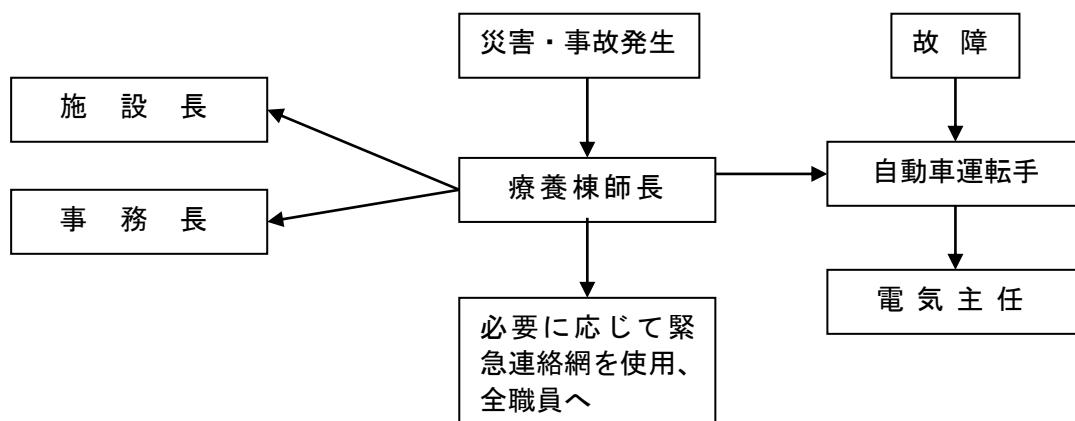 災害・事故発生
故 障
施 設 長
自動車運転手
療養棟師長
事 務 長
電 気 主 任
必要に応じて緊
急連絡網を使用、
全職員へ